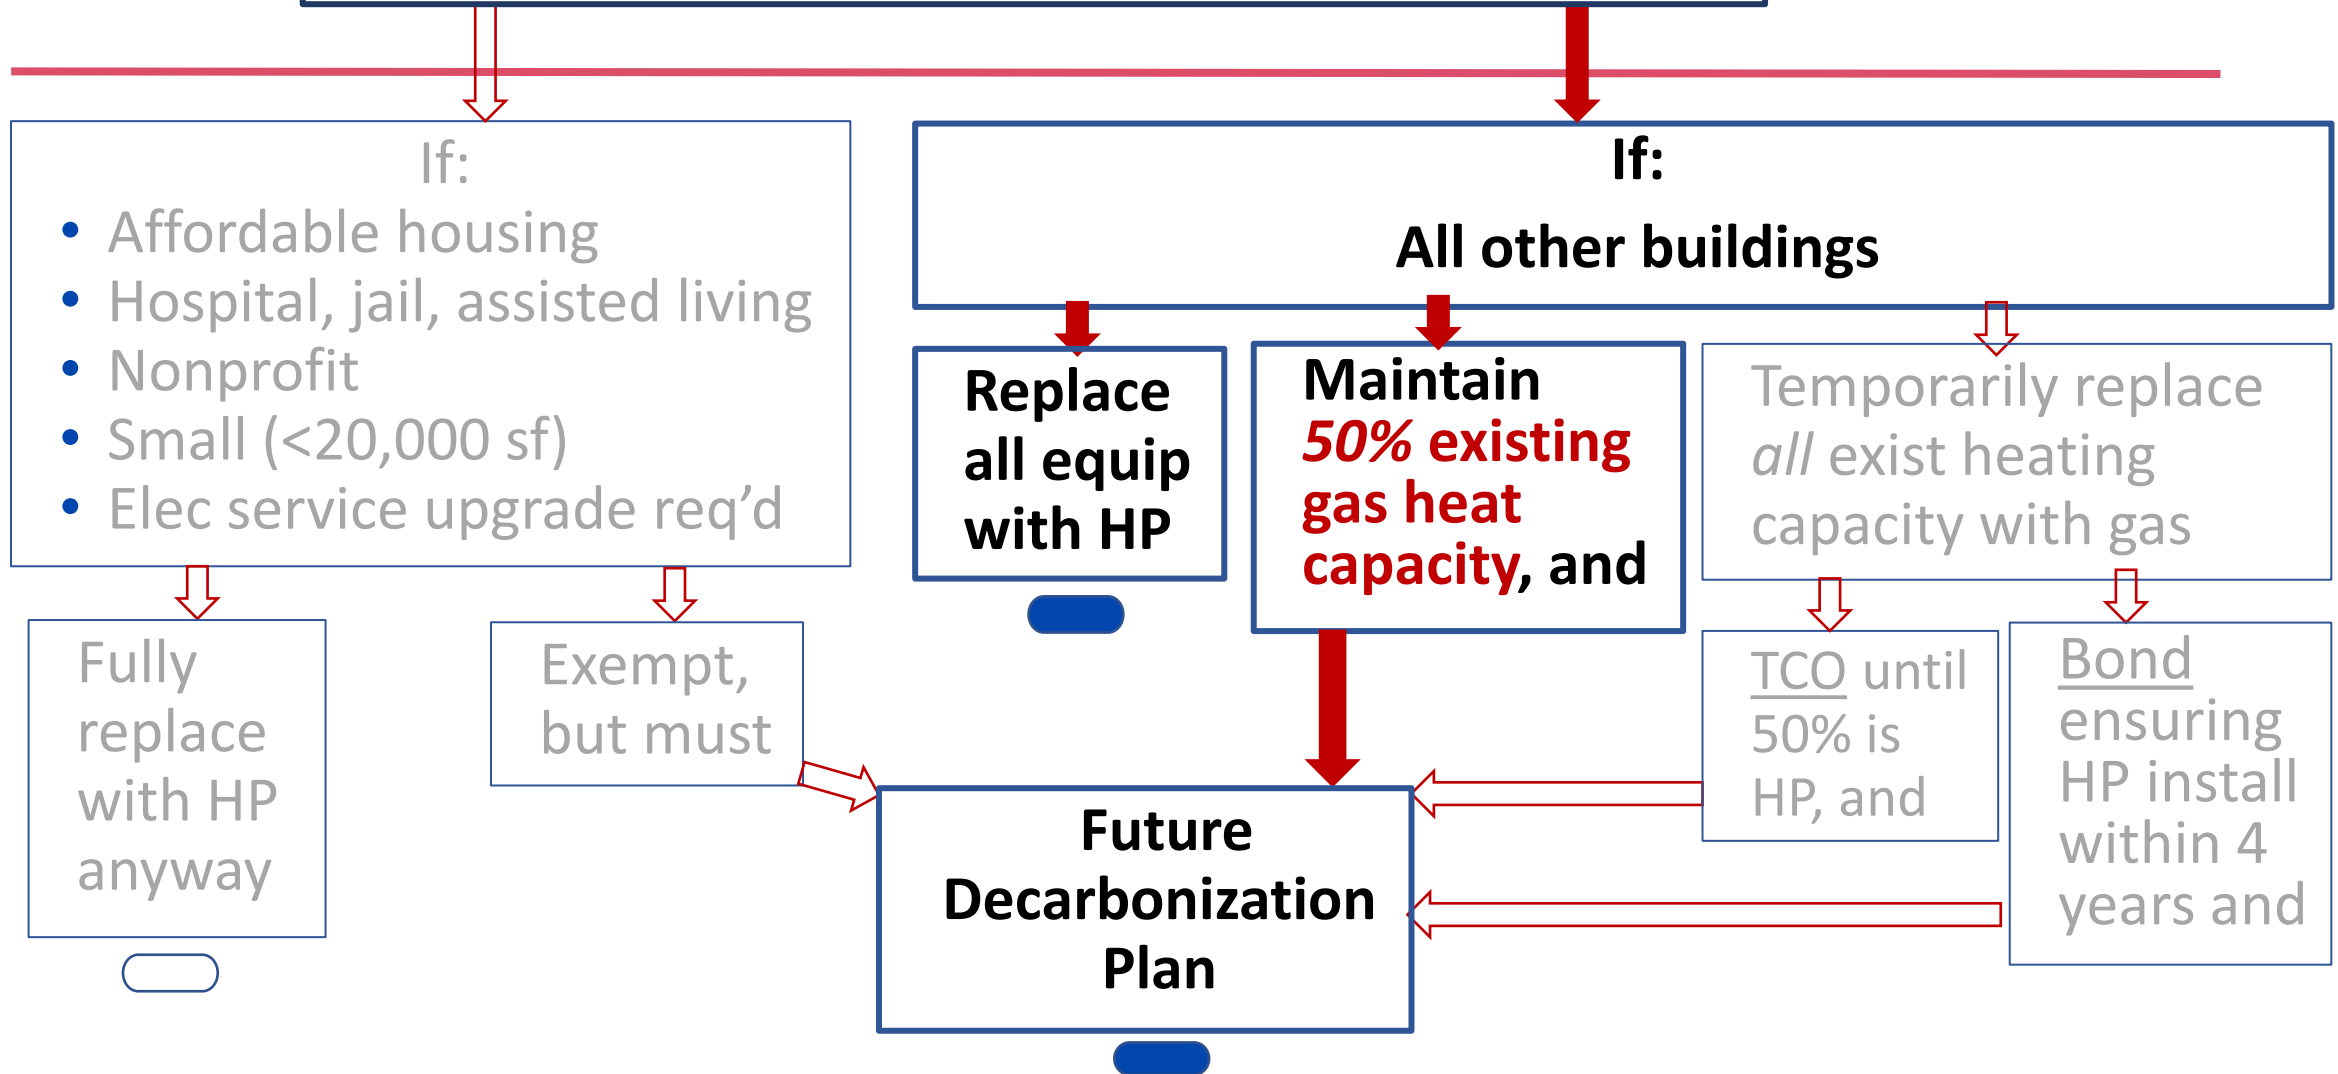 If:
• Affordable housing
• Hospital, jail, assisted living
• Nonprofit
• Small (<20,000 sf)
• Elec service upgrade req’d
If:
All other buildings
Replace
all equip
with HP
Maintain
50% existing
gas heat
capacity, and
Temporarily replace
all exist heating
capacity with gas
Fully
replace
with HP
anyway
Exempt,
but must
TCO until
50% is
HP, and
Bond
ensuring
HP install
within 4
years and
Future
Decarbonization
Plan